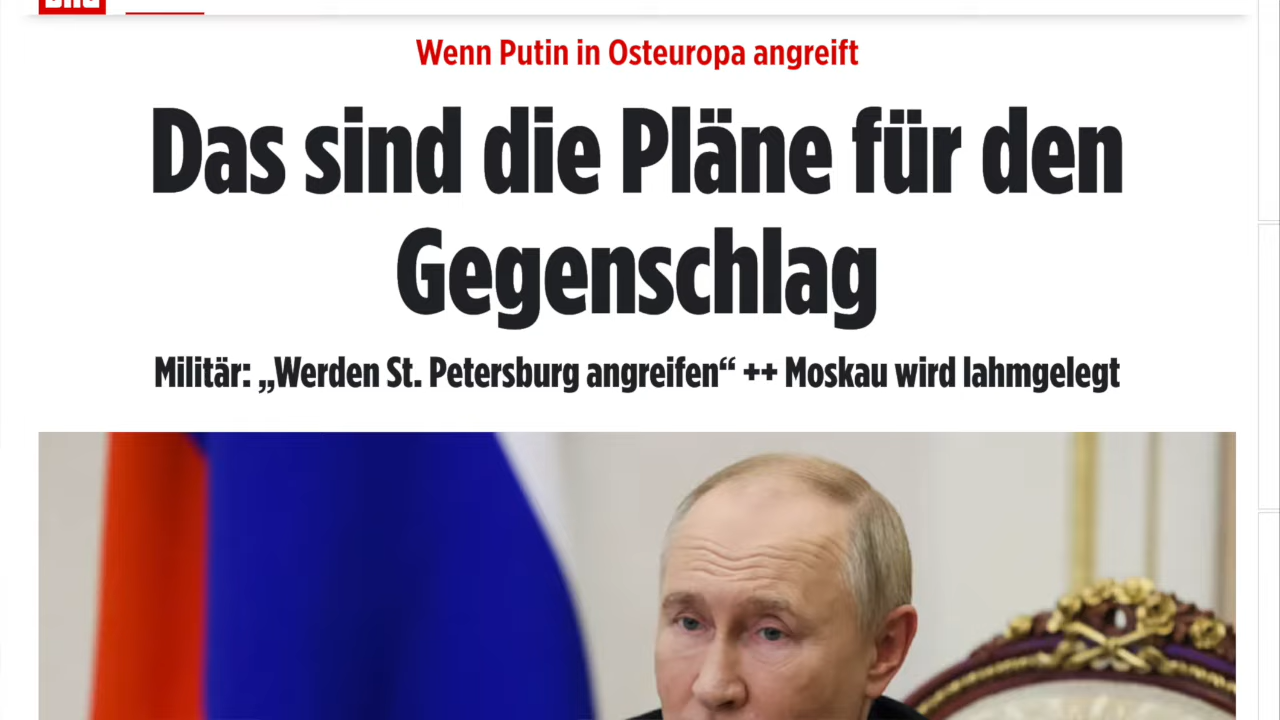 Wenn Putin in Osteuropa angreift
Das sind die Pläne für den
Gegenschlag
Militär: „Werden St. Petersburg angreifen“ ++ Moskau wird lahmgelegt